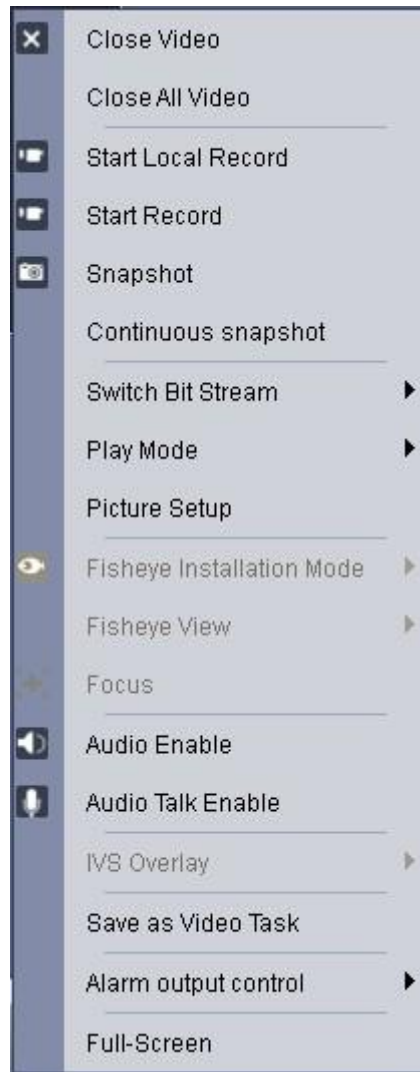 Close Video
Close All Video
Start Local Record
Start Record
Snapshot
Continuous snapshot
Switch Bit Stream
Play Mode
Picture Setup
Fisheye Installation Mode
Fisheye View
Focus
Audio Enable
Audio Talk Enable
IVS Overlay
Save as Video Task
Alarm output control
Full-Screen